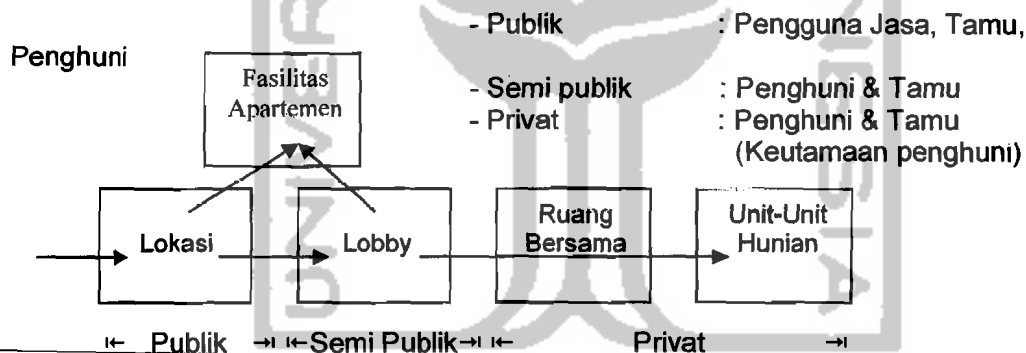 - Publik : Pengguna Jasa, Tamu,
Penghuni
- Semi publik : Penghuni & Tamu
- Privat : Penghuni & Tamu
(Keutamaan penghuni)
Fasilitas
Apartemen
Lokasi
Lobby
Ruang
Bersama
Unit-Unit
Hunian
Publik
Semi Publik
Privat